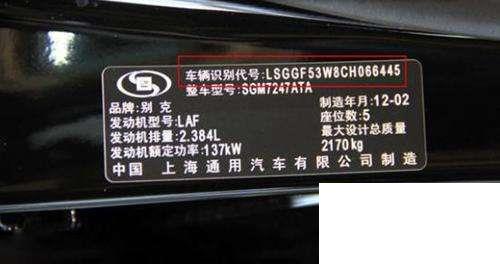 车辆识别代号:LSGGF53W8CH066445
整车型号:SGM7247ATA
品牌:别克 制造年月:12-02
发动机型号:LAF 座位数:5
发动机排量:2.384L 最大设计总质量
发动机额定功率:137kW 2170kg
中国 上海通用汽车有限公司制造